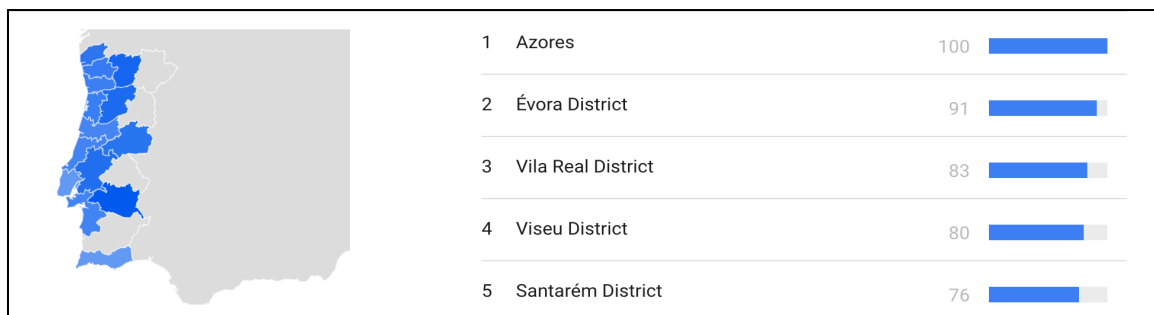 1 Azores 100
2 Évora District 91
3 Vila Real District 83
4 Viseu District 80
5 Santarém District 76